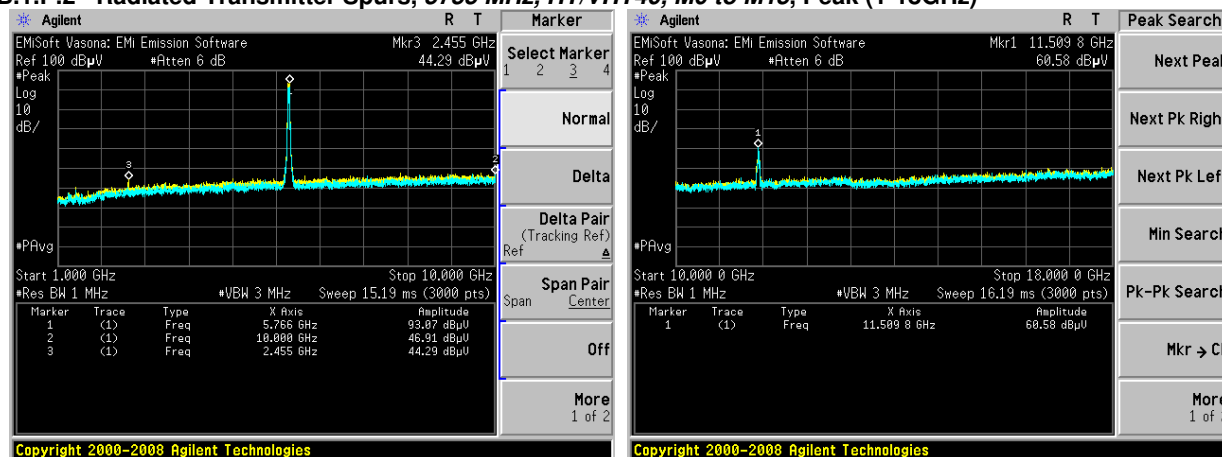 Radiated Transmitter Spurs, 5755 MHz, HT/VHT40, M0 to M15, Peak (1-18GHz)
Agilent R T Marker
EMiSoft Vasona: EMi Emission Software Mkr3 2.455 GHz
Ref 100 dBµV #Atten 6 dB 44.29 dBµV
#Peak
Log
10
dB/
3
2
#PAvg
Start 1.000 GHz Stop 10.000 GHz
#Res BW 1 MHz #VBW 3 MHz Sweep 15.19 ms (3000 pts)
Marker Trace Type X Axis Amplitude
1 (1) Freq 5.766 GHz 93.07 dBµV
2 (1) Freq 10.000 GHz 46.91 dBµV
3 (1) Freq 2.455 GHz 44.29 dBµV
Select Marker
1 2 3 4
Normal
Delta
Delta Pair
(Tracking Ref)
Ref Δ
Span Pair
Span Center
Off
More
1 of 2
Copyright 2000-2008 Agilent Technologies
Agilent R T Peak Search
EMiSoft Vasona: EMi Emission Software Mkr1 11.509 8 GHz
Ref 100 dBµV #Atten 6 dB 60.58 dBµV
#Peak
Log
10
dB/
1
#PAvg
Start 10.000 0 GHz Stop 18.000 0 GHz
#Res BW 1 MHz #VBW 3 MHz Sweep 16.19 ms (3000 pts)
Marker Trace Type X Axis Amplitude
1 (1) Freq 11.509 8 GHz 60.58 dBµV
Next Peak
Next Pk Righ
Next Pk Lef
Min Search
Pk-Pk Search
Mkr → C
More
1 of
Copyright 2000-2008 Agilent Technologies